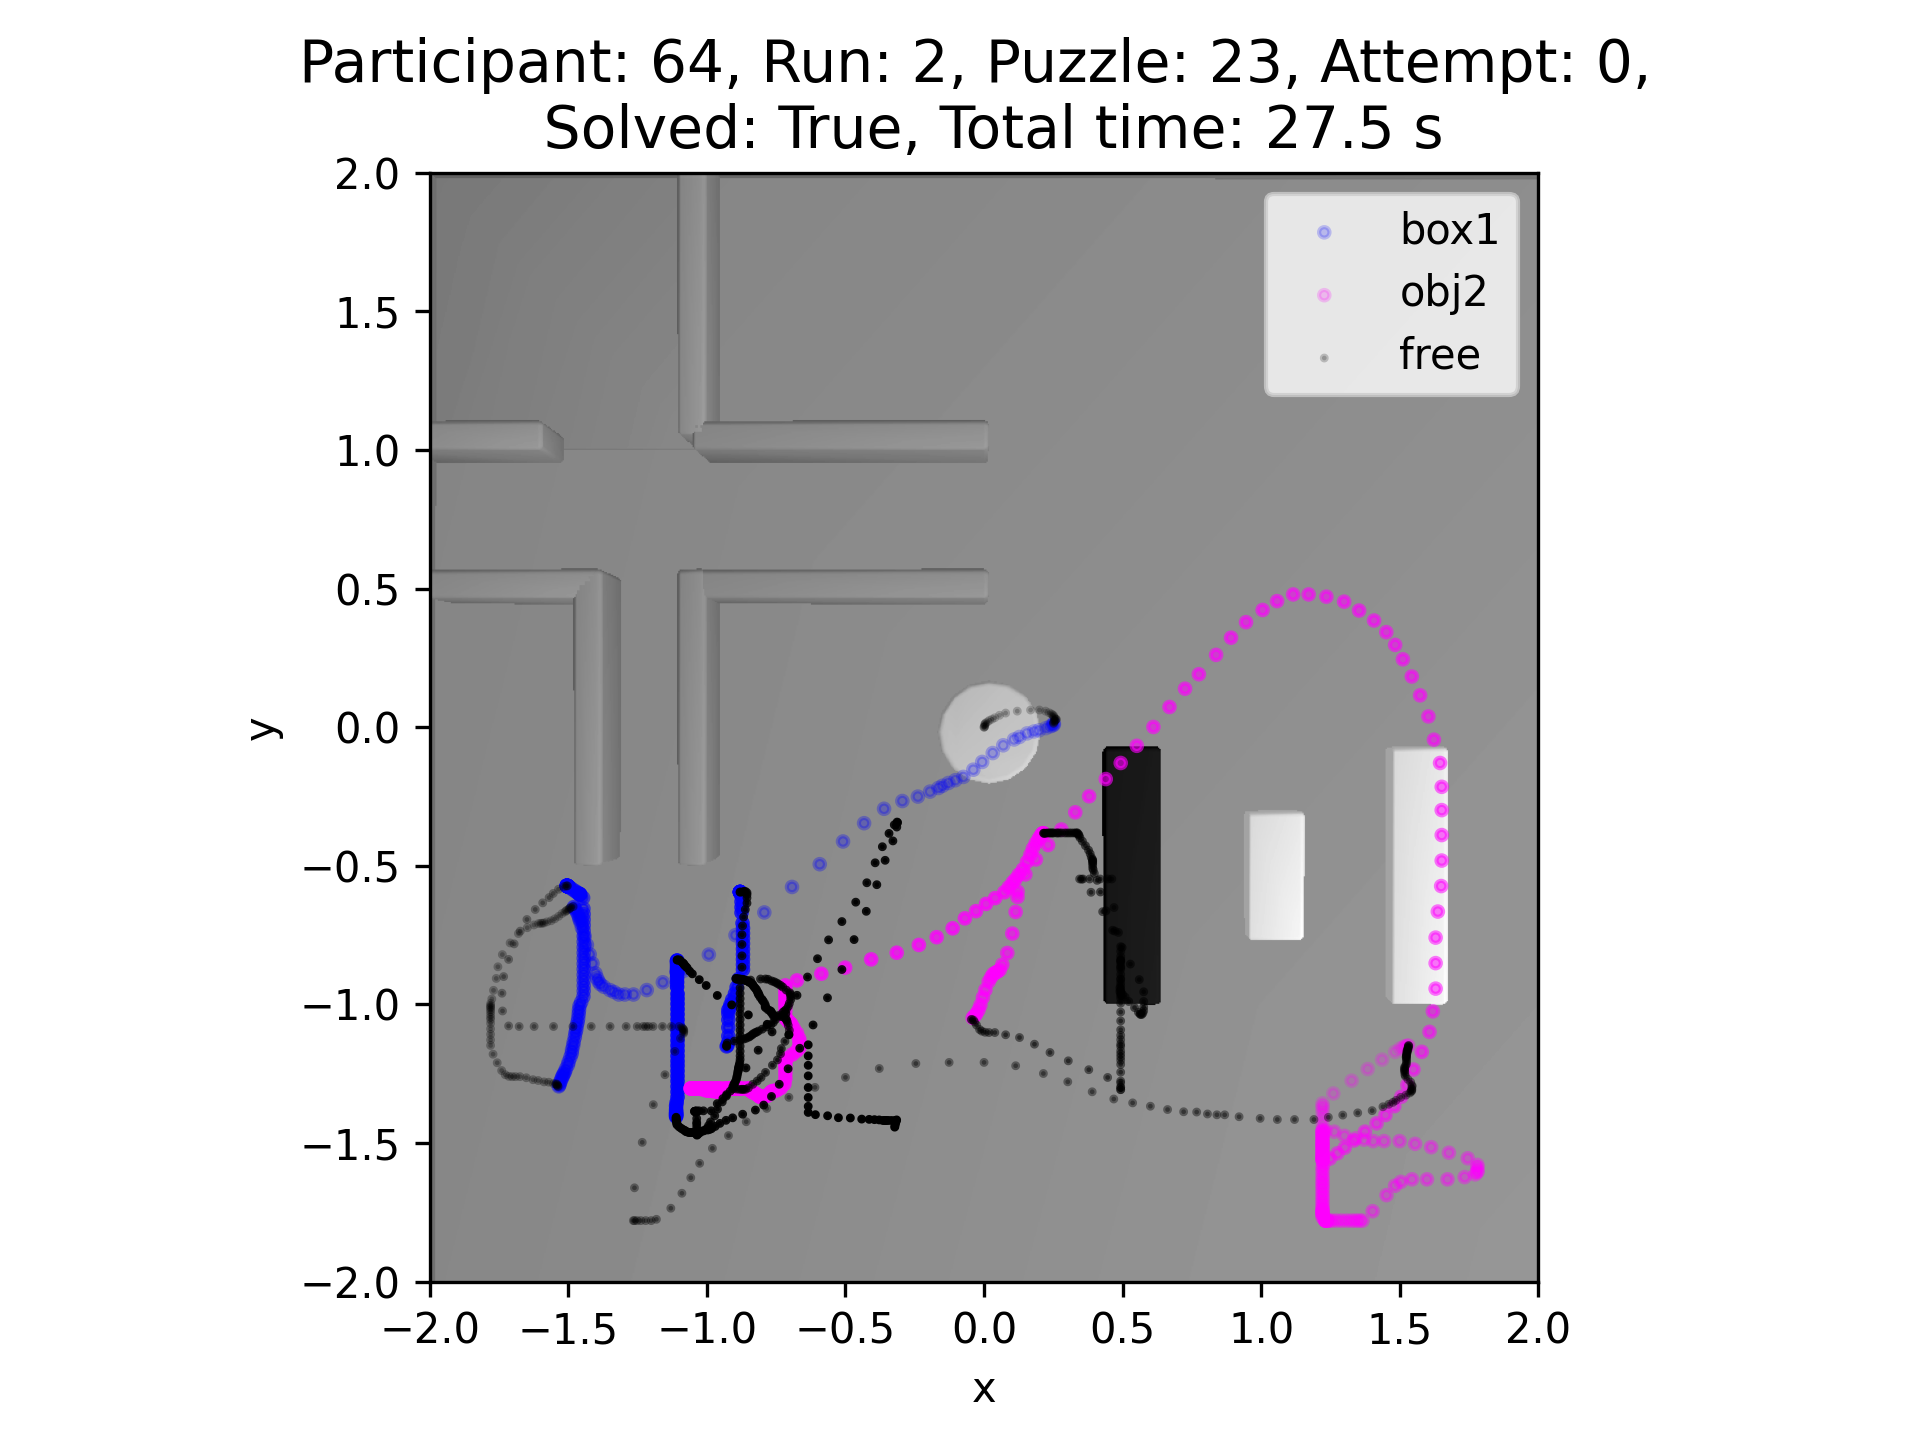 Participant: 64, Run: 2, Puzzle: 23, Attempt: 0,
Solved: True, Total time: 27.5 s
box1
obj2
free
2.0
1.5
1.0
0.5
0.0
−0.5
−1.0
−1.5
−2.0
y
−2.0 −1.5 −1.0 −0.5 0.0 0.5 1.0 1.5 2.0
x